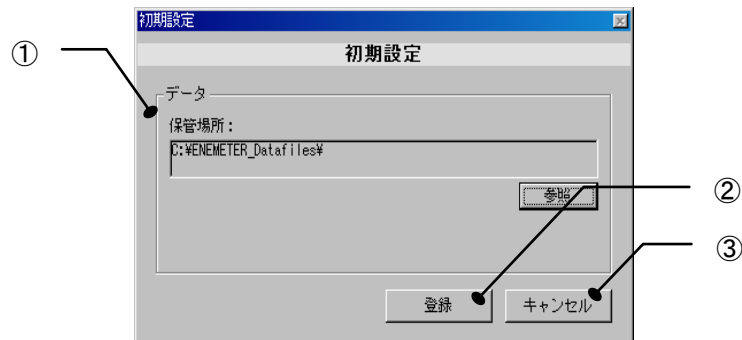 初期設定
初期設定
①
データ
保管場所：
C:¥ENEMETER_Datafiles¥
参照
②
③
登録
キャンセル